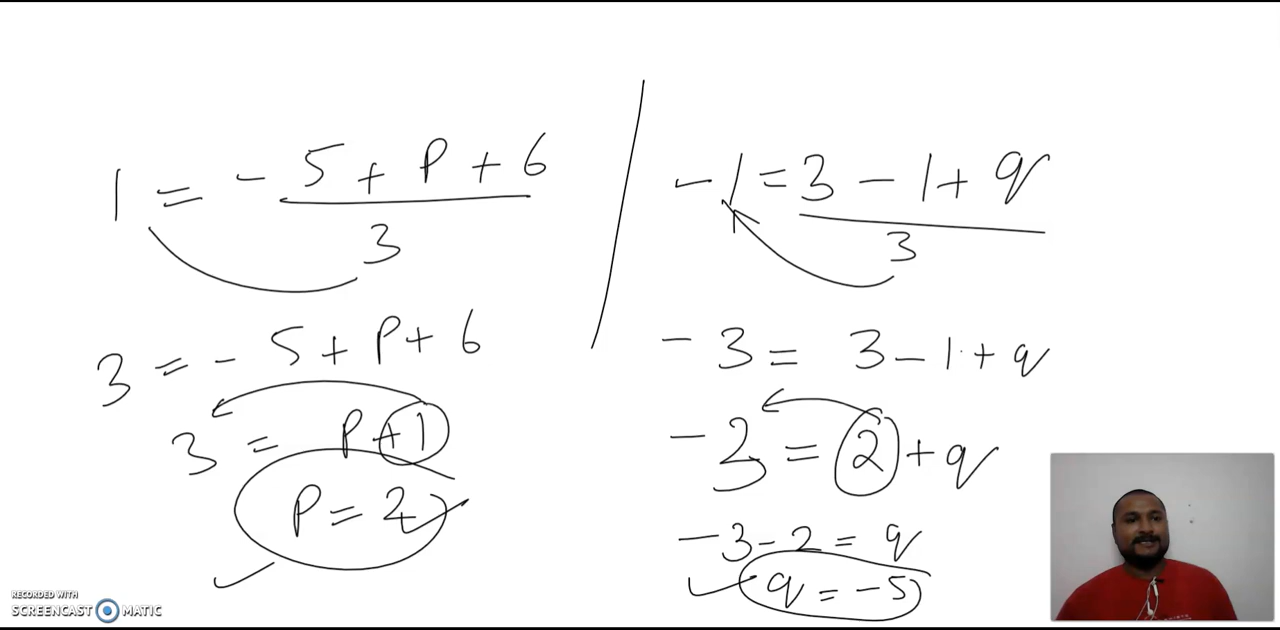 1 = - 5 + P + 6
3
3 = - 5 + P + 6
3 = P + 1
P = 2
-1 = 3 - 1 + q
3
-3 = 3 - 1 + q
-3 = 2 + q
-3 - 2 = q
q = -5
RECORDED WITH
SCREENCAST MATIC